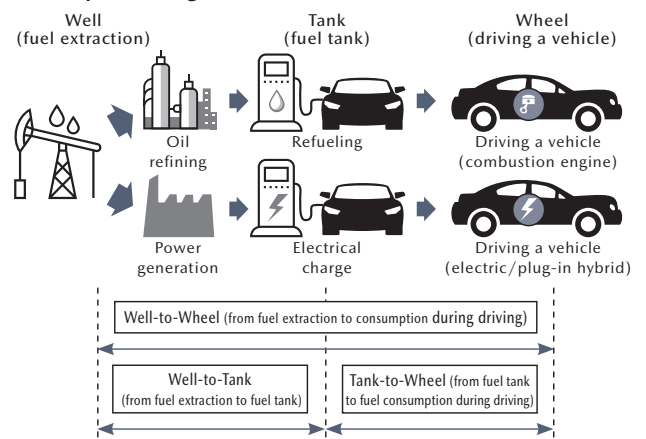 Well
(fuel extraction)
Tank
(fuel tank)
Wheel
(driving a vehicle)
Oil
refining
Refueling
Driving a vehicle
(combustion engine)
Power
generation
Electrical
charge
Driving a vehicle
(electric/plug-in hybrid)
Well-to-Wheel (from fuel extraction to consumption during driving)
Well-to-Tank
(from fuel extraction to fuel tank)
Tank-to-Wheel (from fuel tank
to fuel consumption during driving)